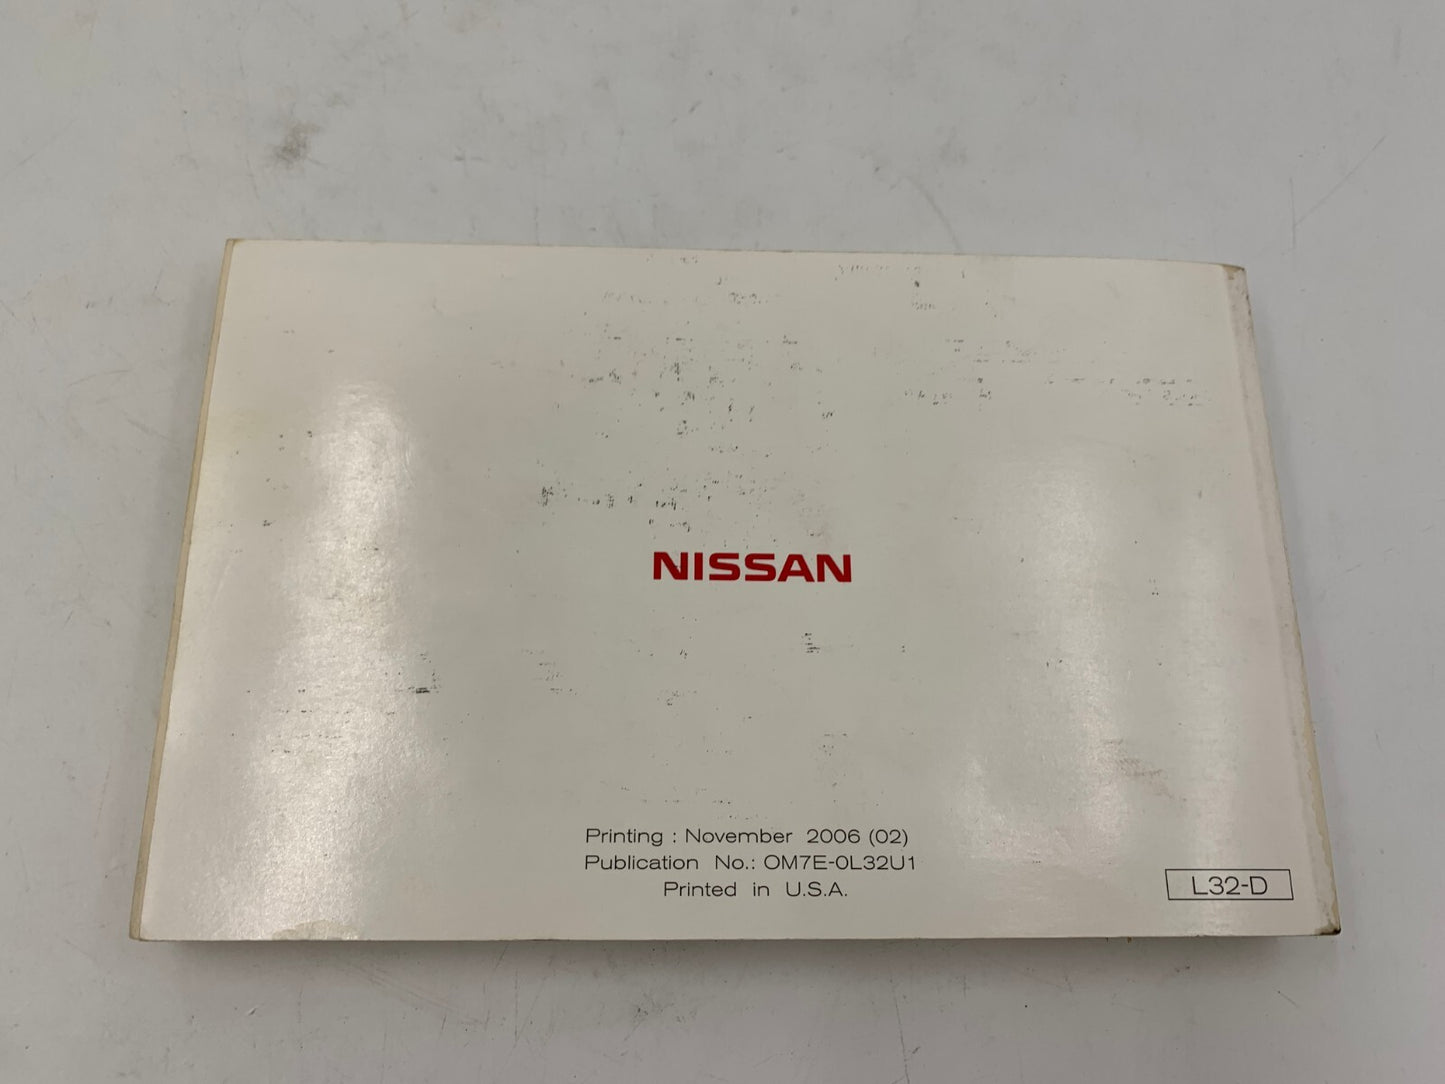 NISSAN
Printing : November 2006 (02)
Publication No.: OM7E-0L32U1
Printed in U.S.A.
L32-D